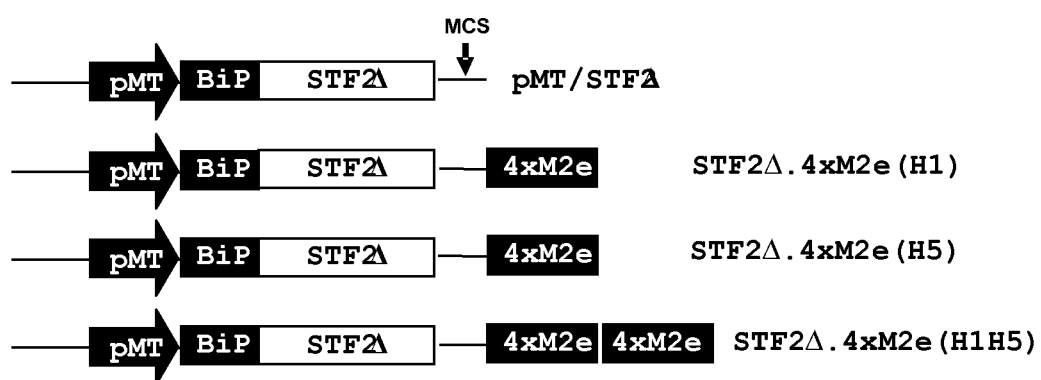 MCS
pMT BiP STF2Δ pMT/STF2Δ
pMT BiP STF2Δ 4xM2e STF2Δ.4xM2e(H1)
pMT BiP STF2Δ 4xM2e STF2Δ.4xM2e(H5)
pMT BiP STF2Δ 4xM2e 4xM2e STF2Δ.4xM2e(H1H5)